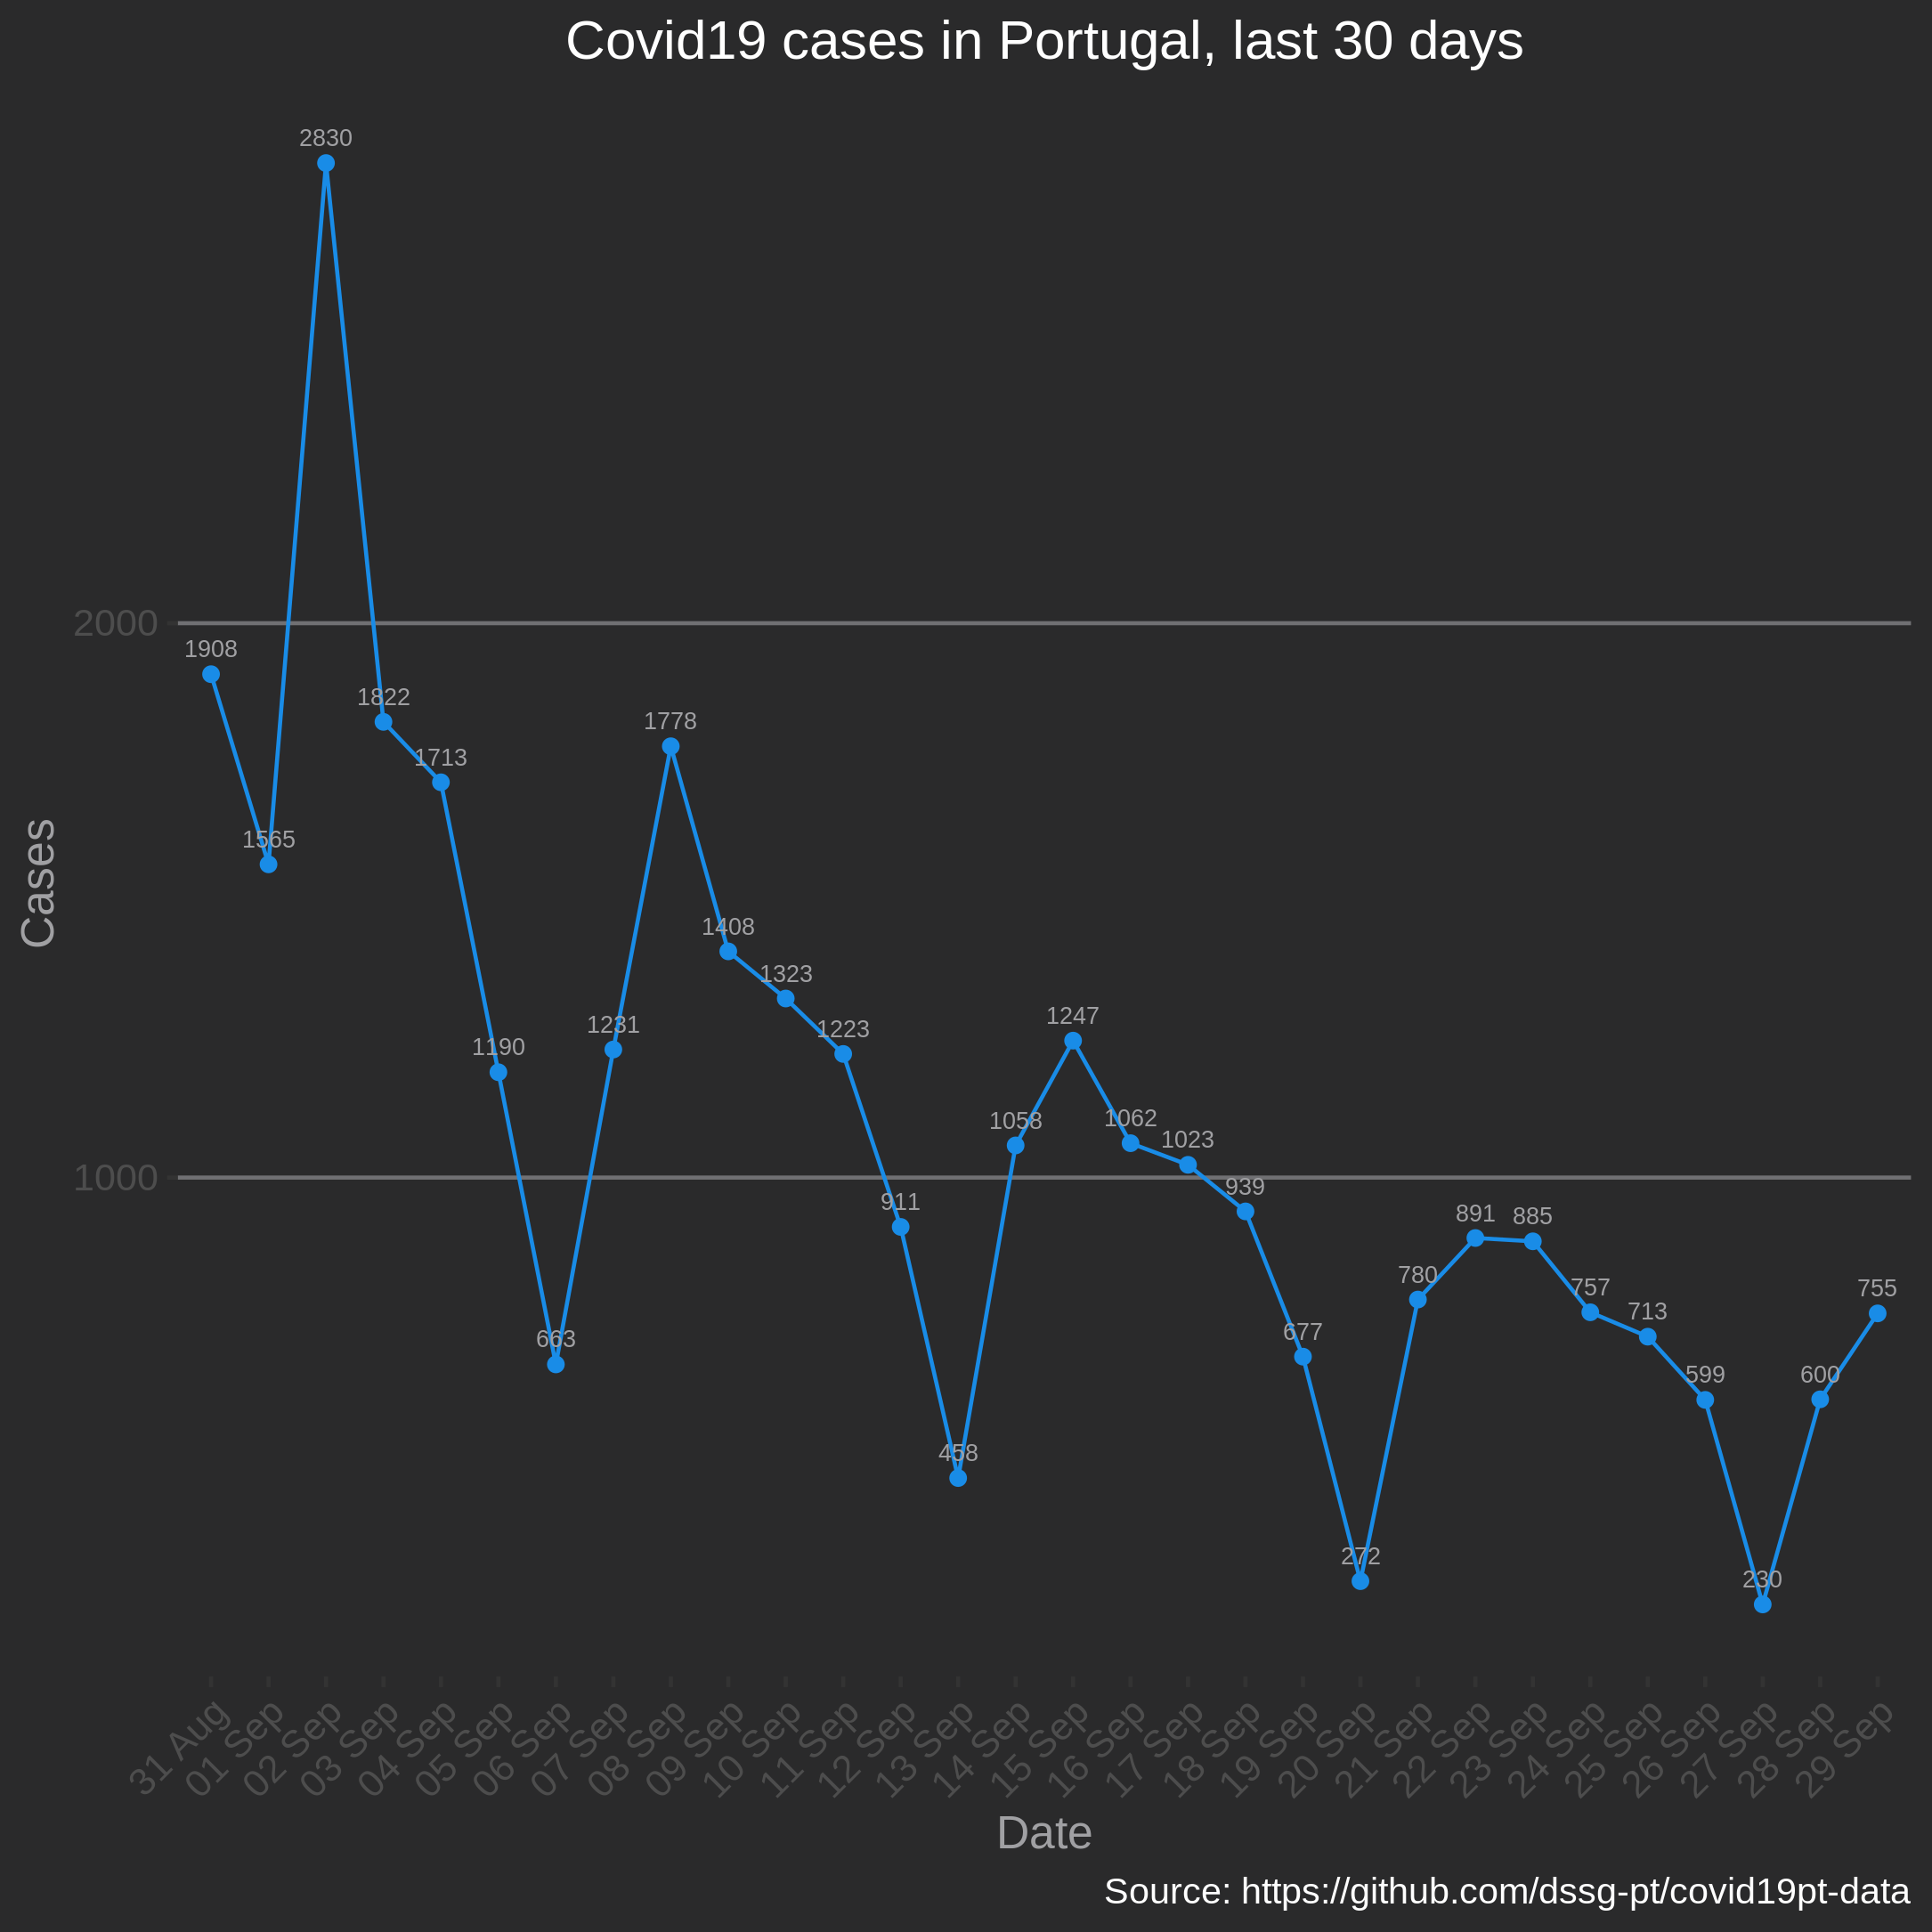 Covid19 cases in Portugal, last 30 days
2830
2000
1908
1822
1778
1713
1565
1408
1323
1247
1231
1223
1190
1062
1058
1023
1000
939
911
891
885
780
757
755
713
677
663
600
599
458
272
230
Cases
31 Aug
01 Sep
02 Sep
03 Sep
04 Sep
05 Sep
06 Sep
07 Sep
08 Sep
09 Sep
10 Sep
11 Sep
12 Sep
13 Sep
14 Sep
15 Sep
16 Sep
17 Sep
18 Sep
19 Sep
20 Sep
21 Sep
22 Sep
23 Sep
24 Sep
25 Sep
26 Sep
27 Sep
28 Sep
29 Sep
Date
Source: https://github.com/dssg-pt/covid19pt-data